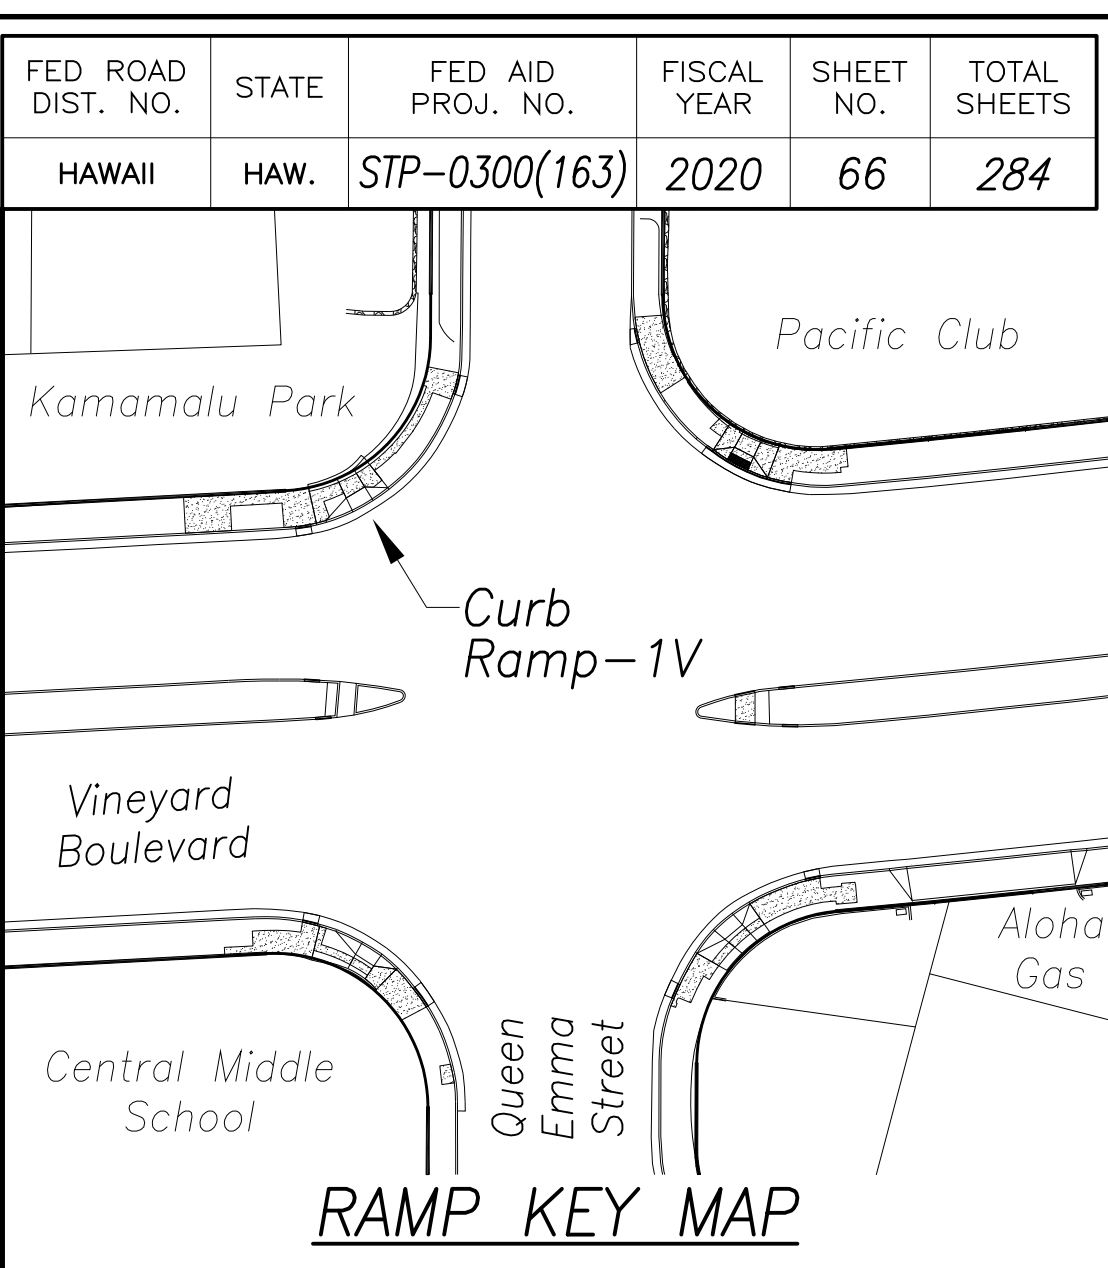 FED ROAD DIST. NO.
STATE
FED AID PROJ. NO.
FISCAL YEAR
SHEET NO.
TOTAL SHEETS
HAWAII
HAW.
STP-0300(163)
2020
66
284
Pacific Club
Kamamalu Park
Curb
Ramp-1V
Vineyard
Boulevard
Aloha
Gas
Central Middle
School
Queen
Emma
Street
RAMP KEY MAP